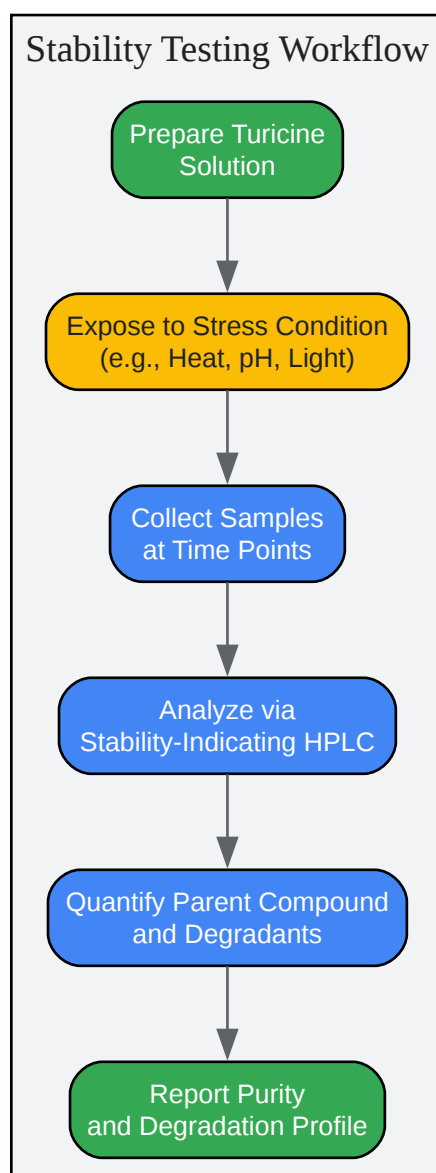 Stability Testing Workflow
Prepare Turicine
Solution
Expose to Stress Condition
(e.g., Heat, pH, Light)
Collect Samples
at Time Points
Analyze via
Stability-Indicating HPLC
Quantify Parent Compound
and Degradants
Report Purity
and Degradation Profile